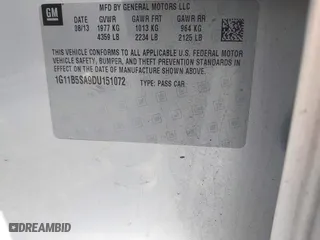 GM
MFD BY GENERAL MOTORS LLC
DATE GVWR GAWR FRT GAWR RR
08/13 1977 KG 1013 KG 964 KG
4359 LB 2234 LB 2125 LB
THIS VEHICLE CONFORMS TO ALL APPLICABLE U.S. FEDERAL MOTOR
VEHICLE SAFETY, BUMPER, AND THEFT PREVENTION STANDARDS IN
EFFECT ON THE DATE OF MANUFACTURE SHOWN ABOVE.
1G11B5SA9DU151072 TYPE: PASS CAR
DREAMBID